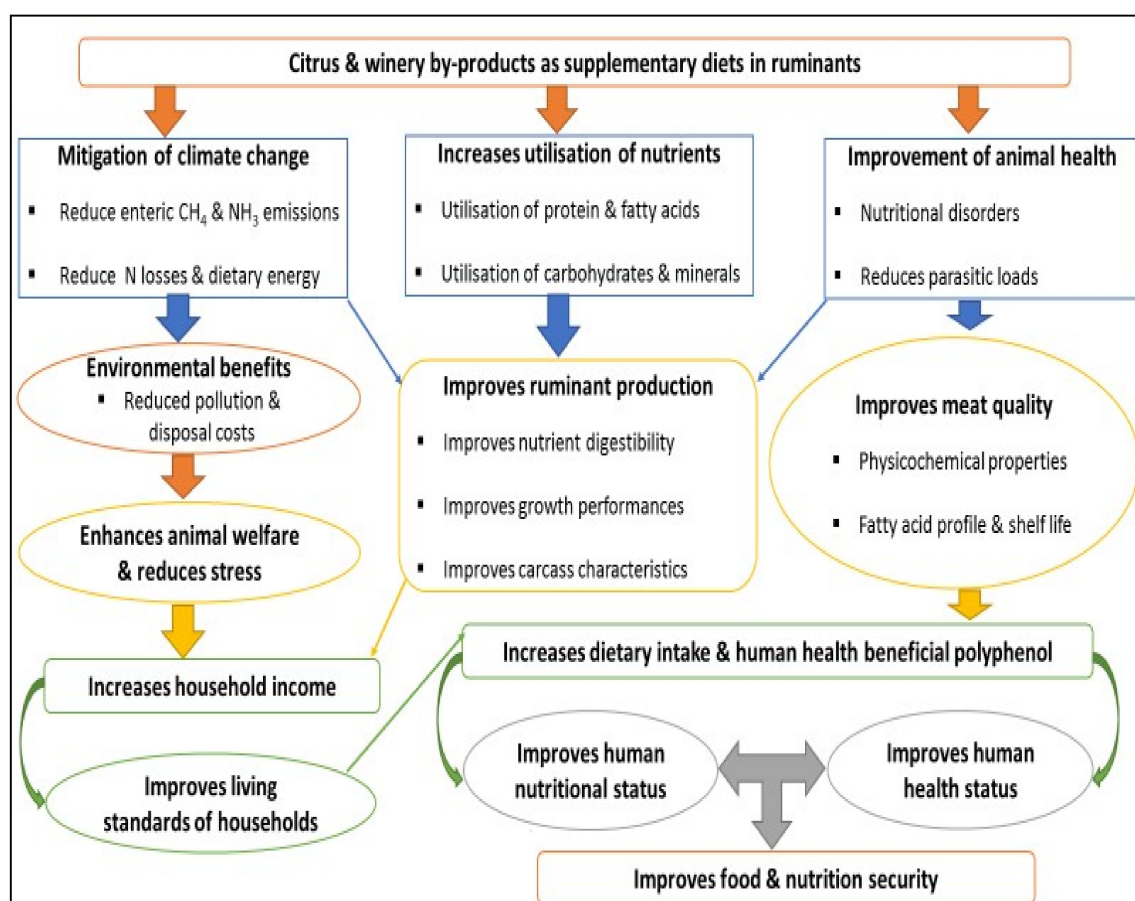 Citrus & winery by-products as supplementary diets in ruminants
Mitigation of climate change
▪ Reduce enteric CH₄ & NH₃ emissions
▪ Reduce N losses & dietary energy
Increases utilisation of nutrients
▪ Utilisation of protein & fatty acids
▪ Utilisation of carbohydrates & minerals
Improvement of animal health
▪ Nutritional disorders
▪ Reduces parasitic loads
Environmental benefits
▪ Reduced pollution &
disposal costs
Improves ruminant production
▪ Improves nutrient digestibility
▪ Improves growth performances
▪ Improves carcass characteristics
Improves meat quality
▪ Physicochemical properties
▪ Fatty acid profile & shelf life
Enhances animal welfare
& reduces stress
Increases household income
Increases dietary intake & human health beneficial polyphenol
Improves living
standards of households
Improves human
nutritional status
Improves human
health status
Improves food & nutrition security